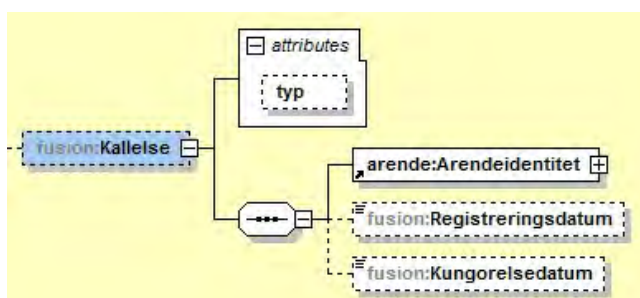 attributes
typ
fusion:Kallelse
arende:Arendeidentitet
fusion:Registreringsdatum
fusion:Kungorelsedatum